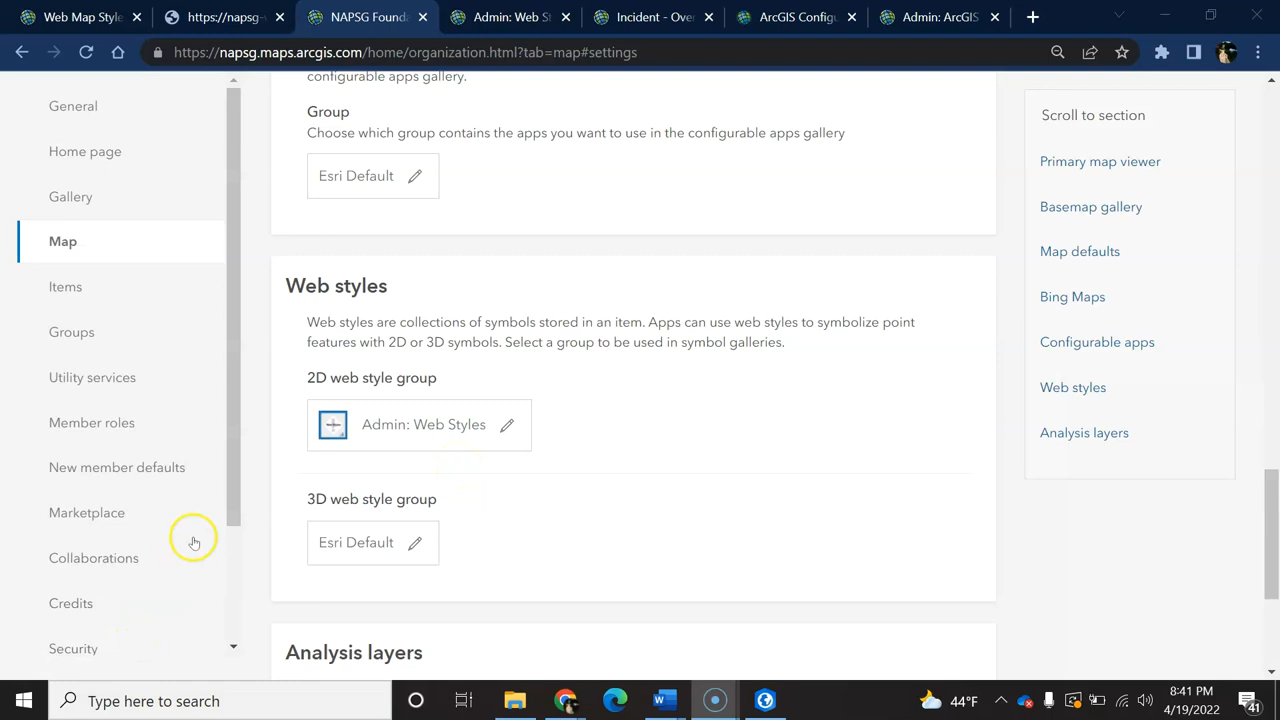 Web Map Style
https://napsg-
NAPSG Founda
Admin: Web S
Incident - Over
ArcGIS Configu
Admin: ArcGIS
https://napsg.maps.arcgis.com/home/organization.html?tab=map#settings
General
Home page
Gallery
Map
Items
Groups
Utility services
Member roles
New member defaults
Marketplace
Collaborations
Credits
Security
configurable apps gallery.
Group
Choose which group contains the apps you want to use in the configurable apps gallery
Esri Default
Web styles
Web styles are collections of symbols stored in an item. Apps can use web styles to symbolize point
features with 2D or 3D symbols. Select a group to be used in symbol galleries.
2D web style group
Admin: Web Styles
3D web style group
Esri Default
Analysis layers
Scroll to section
Primary map viewer
Basemap gallery
Map defaults
Bing Maps
Configurable apps
Web styles
Analysis layers
Type here to search
44°F
8:41 PM
4/19/2022
41